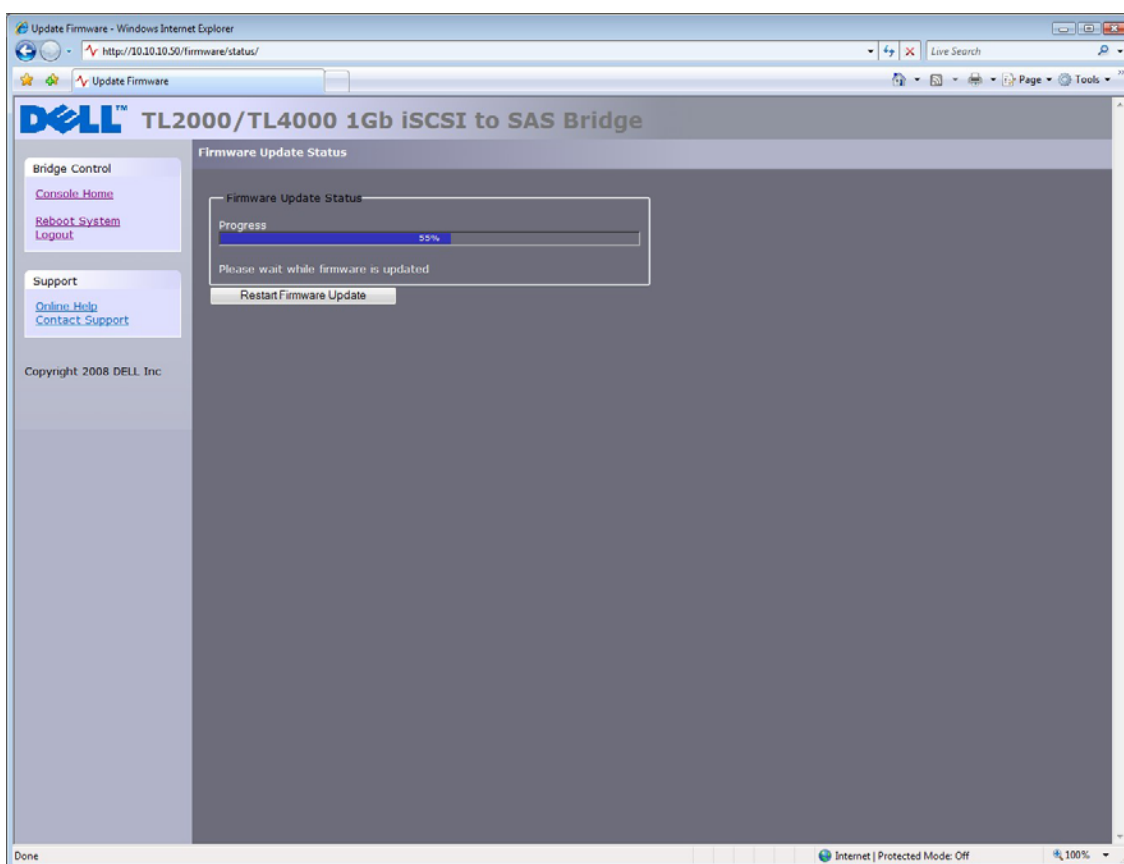 Update Firmware - Windows Internet Explorer
http://10.10.10.50/firmware/status/
Live Search
Update Firmware
Page
Tools
DELL™ TL2000/TL4000 1Gb iSCSI to SAS Bridge
Firmware Update Status
Bridge Control
Console Home
Reboot System
Logout
Support
Online Help
Contact Support
Copyright 2008 DELL Inc
Firmware Update Status
Progress
55%
Please wait while firmware is updated
Restart Firmware Update
Done
Internet | Protected Mode: Off
100%